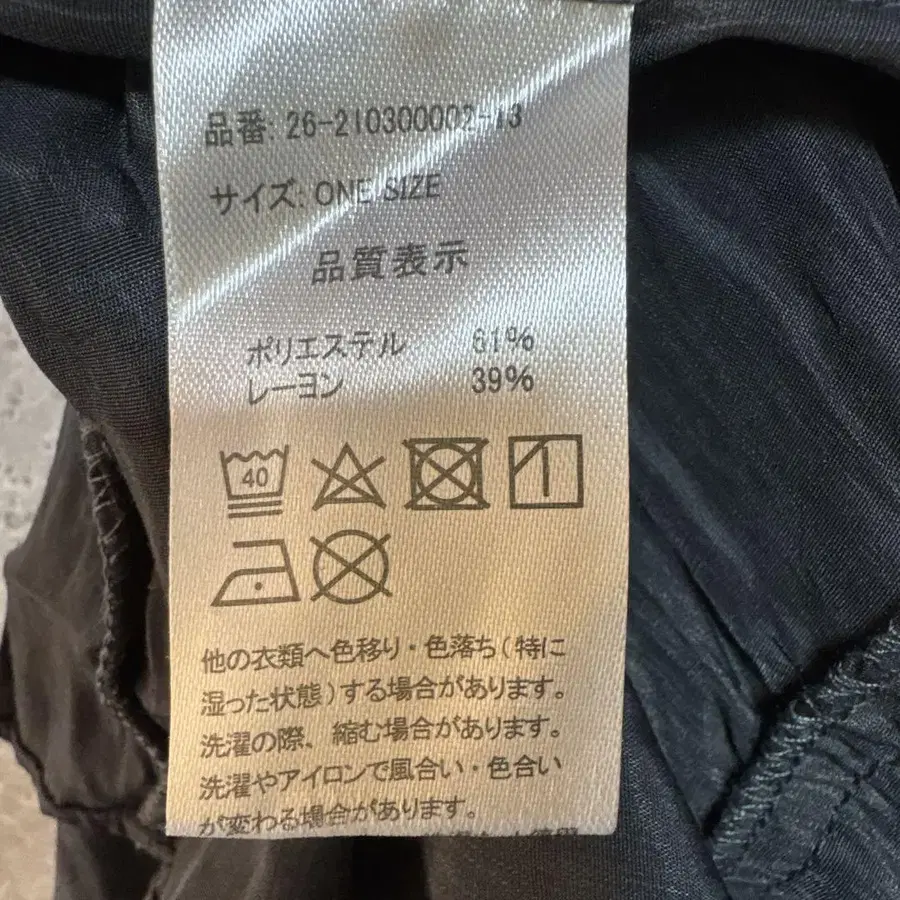 品番: 26-210300002-13
サイズ: ONE SIZE
品質表示
ポリエステル 61%
レーヨン 39%
40
他の衣類へ色移り・色落ち(特に
湿った状態)する場合があります。
洗濯の際、縮む場合があります。
洗濯やアイロンで風合い・色合い
が変わる場合があります。